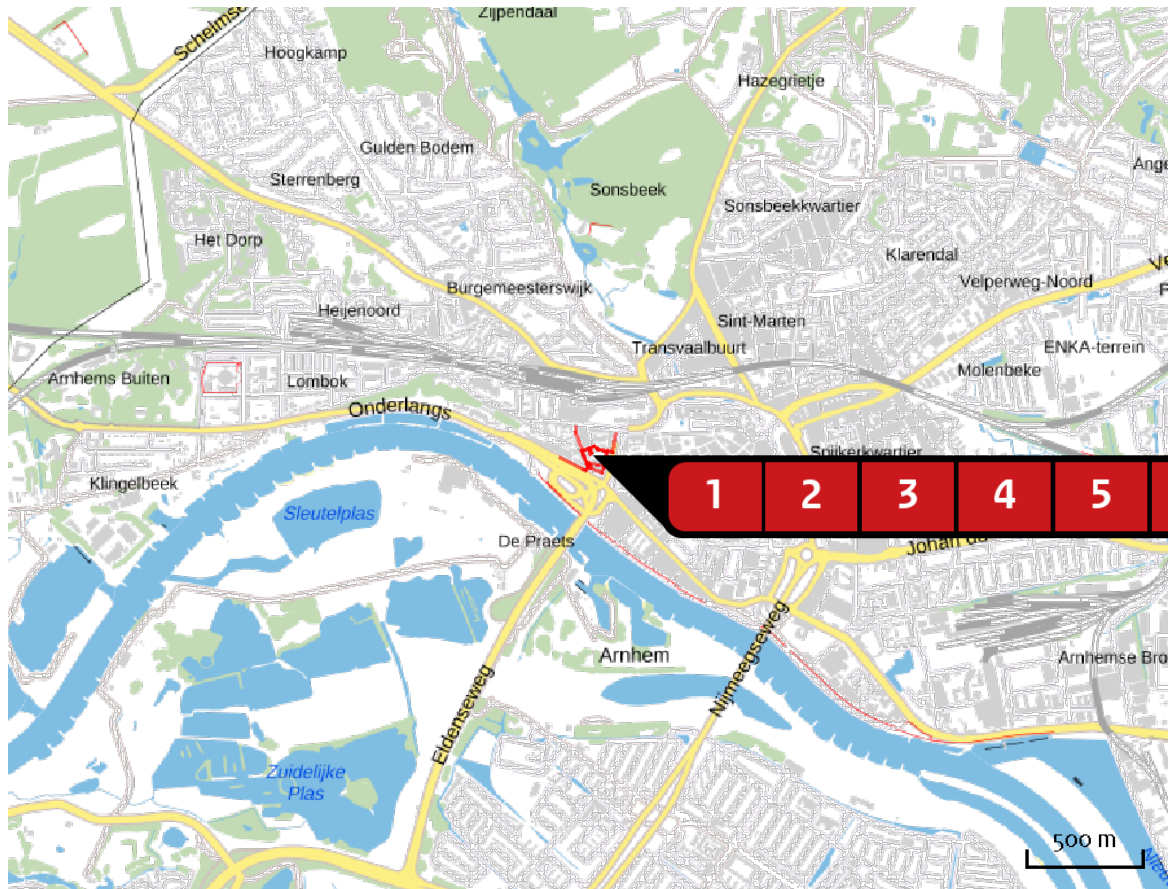 Zijpendaal
Hoogkamp
Hazegrietje
Gulden Bodem
Sterrenberg
Sonsbeek
Sonsbeekkwartier
Het Dorp
Klarendal
Velperweg-Noord
Burgemeesterswijk
Heijenoord
Sint-Marten
Transvaalbuurt
ENKA-terrein
Molenbeke
Arnhems Buiten
Lombok
Onderlangs
Spijkerkwartier
Klingelbeek
1 2 3 4 5
Sleutelplas
De Praets
Arnhem
Nijmeegseweg
Eldenseweg
Zuidelijke
Plas
500 m